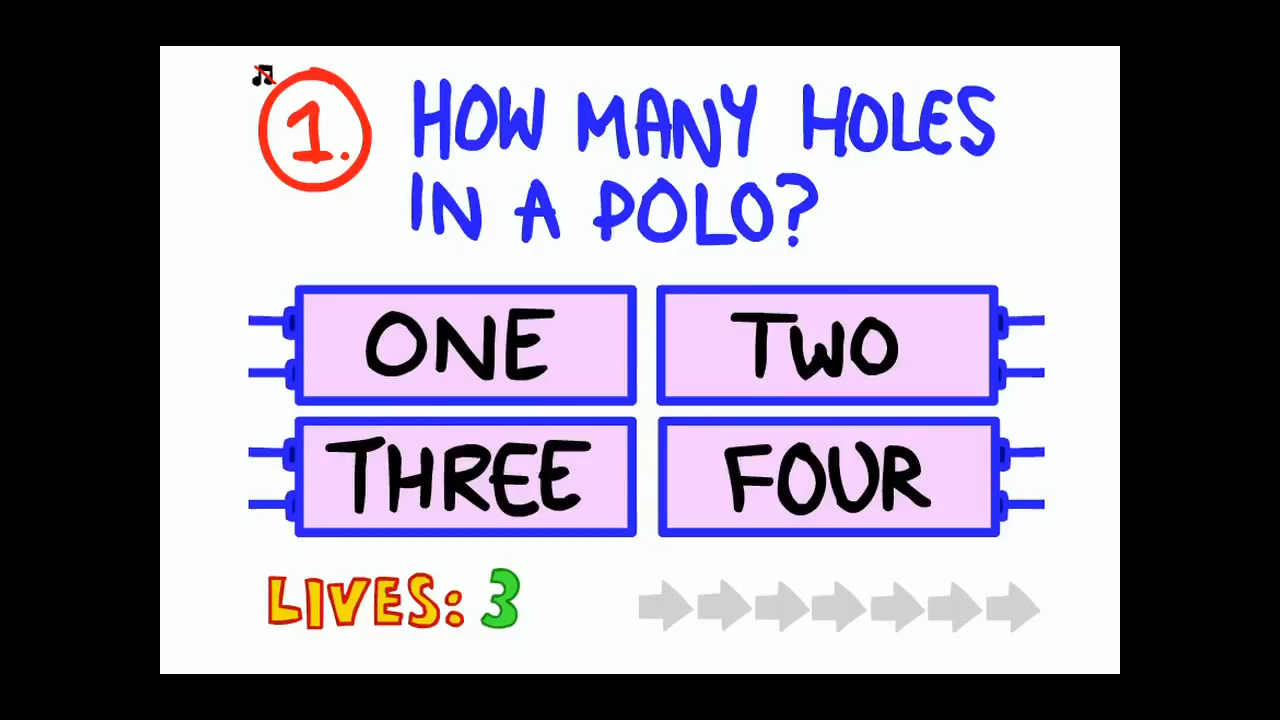 1. HOW MANY HOLES
IN A POLO?
ONE
TWO
THREE
FOUR
LIVES: 3